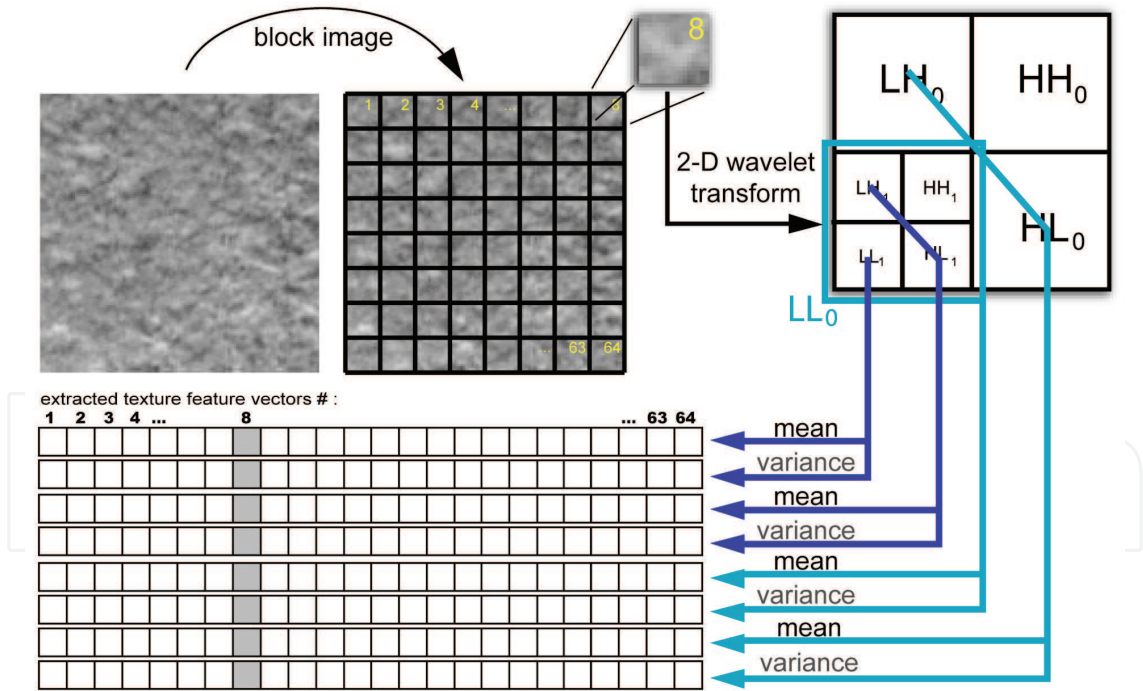 block image
8
1 2 3 4 ... 8
... 63 64
2-D wavelet
transform
LH0 HH0
LH1 HH1
HL0
LL1 HL1
LL0
extracted texture feature vectors # :
1 2 3 4 ... 8 ... 63 64
mean
variance
mean
variance
mean
variance
mean
variance